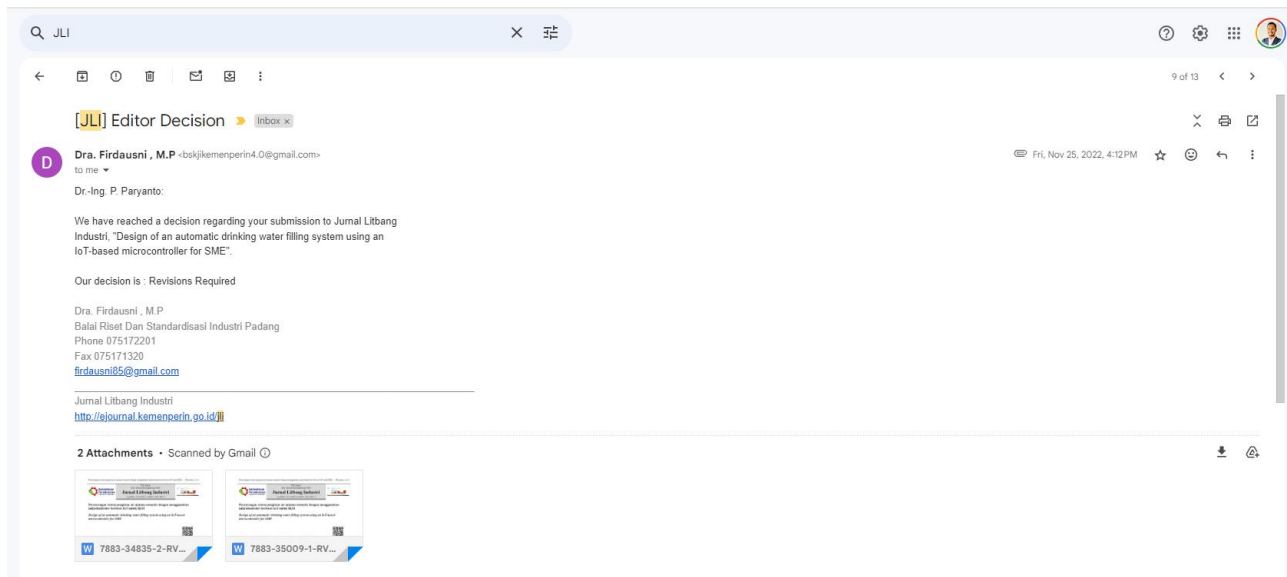 JLI
9 of 13
[JLI] Editor Decision Inbox x
Dra. Firdausni , M.P <bskjikemenperin4.0@gmail.com> Fri, Nov 25, 2022, 4:12 PM
to me
Dr.-Ing. P. Paryanto:
We have reached a decision regarding your submission to Jurnal Litbang
Industri, "Design of an automatic drinking water filling system using an
IoT-based microcontroller for SME".
Our decision is : Revisions Required
Dra. Firdausni , M.P
Balai Riset Dan Standardisasi Industri Padang
Phone 075172201
Fax 075171320
firdausni85@gmail.com
Jurnal Litbang Industri
http://ejournal.kemenperin.go.id/jli
2 Attachments • Scanned by Gmail
Jurnal Litbang Industri
Jurnal Litbang Industri
W 7883-34835-2-RV...
W 7883-35009-1-RV...